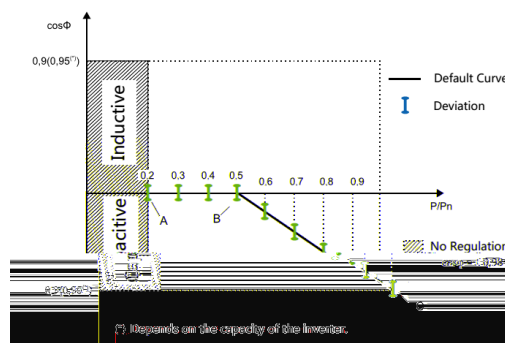 cosΦ
0,9(0,95(*))
Inductive
Default Curve
Deviation
0,2 0,3 0,4 0,5 0,6 0,7 0,8 0,9
P/Pn
A
B
No Regulation
(*) Depends on the capacity of the inverter.